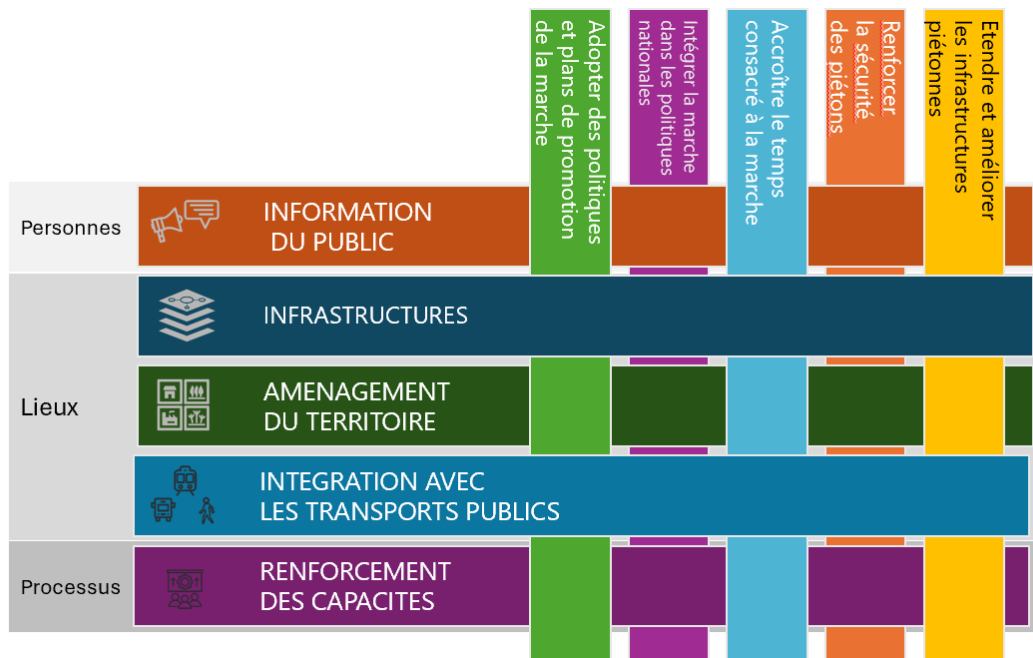 Adopter des politiques
et plans de promotion
de la marche
Intégrer la marche
dans les politiques
nationales
Accroître le temps
consacré à la marche
Renforcer
la sécurité
des piétons
Etendre et améliorer
les infrastructures
piétonnes
Personnes
INFORMATION
DU PUBLIC
Lieux
INFRASTRUCTURES
AMENAGEMENT
DU TERRITOIRE
INTEGRATION AVEC
LES TRANSPORTS PUBLICS
Processus
RENFORCEMENT
DES CAPACITES